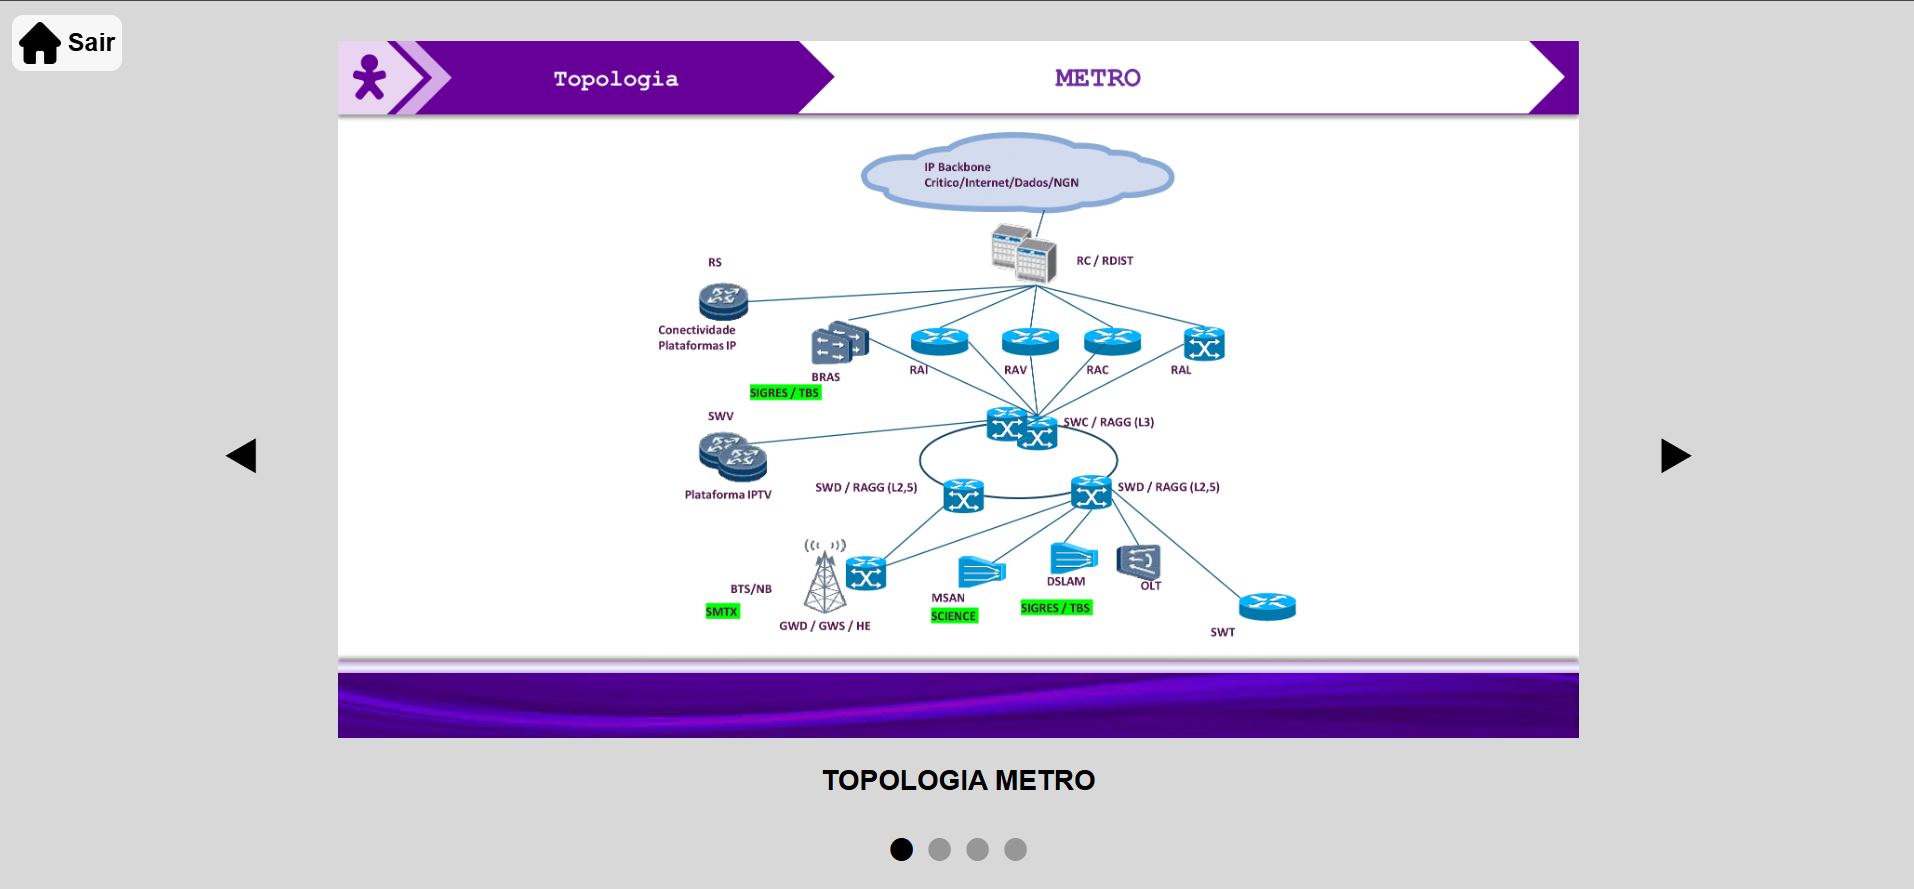 Sair
Topologia
METRO
IP Backbone
Critico/Internet/Dados/NGN
RC / RDIST
RS
Conectividade
Plataformas IP
BRAS
SIGRES / TBS
RAI
RAV
RAC
RAL
SWV
SWC / RAGG (L3)
Plataforma IPTV
SWD / RAGG (L2,5)
SWD / RAGG (L2,5)
BTS/NB
SMTX
GWD / GWS / HE
MSAN
SCIENCE
DSLAM
SIGRES / TBS
OLT
SWT
TOPOLOGIA METRO